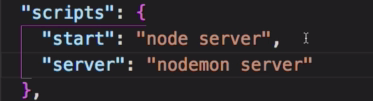 "scripts": {
"start": "node server",
"server": "nodemon server"
},